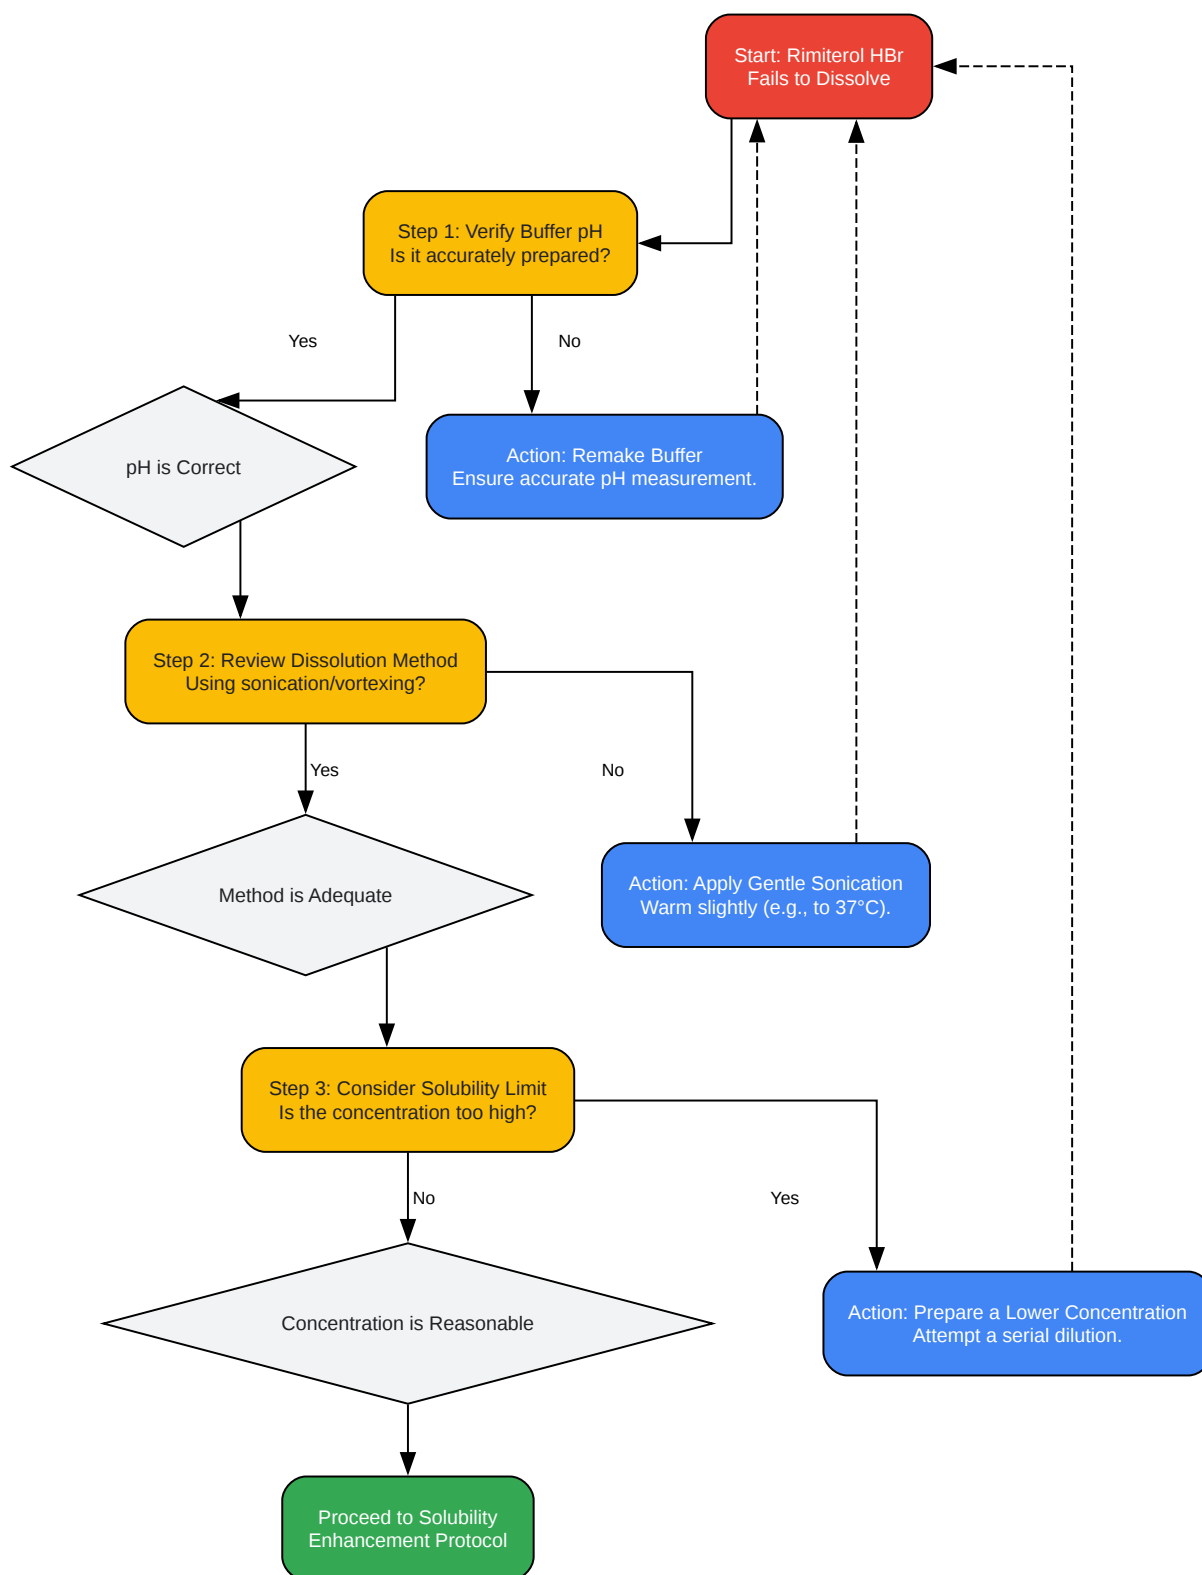 Start: Rimiterol HBr
Fails to Dissolve
Step 1: Verify Buffer pH
Is it accurately prepared?
Yes
No
pH is Correct
Action: Remake Buffer
Ensure accurate pH measurement.
Step 2: Review Dissolution Method
Using sonication/vortexing?
Yes
No
Method is Adequate
Action: Apply Gentle Sonication
Warm slightly (e.g., to 37°C).
Step 3: Consider Solubility Limit
Is the concentration too high?
No
Yes
Concentration is Reasonable
Action: Prepare a Lower Concentration
Attempt a serial dilution.
Proceed to Solubility
Enhancement Protocol